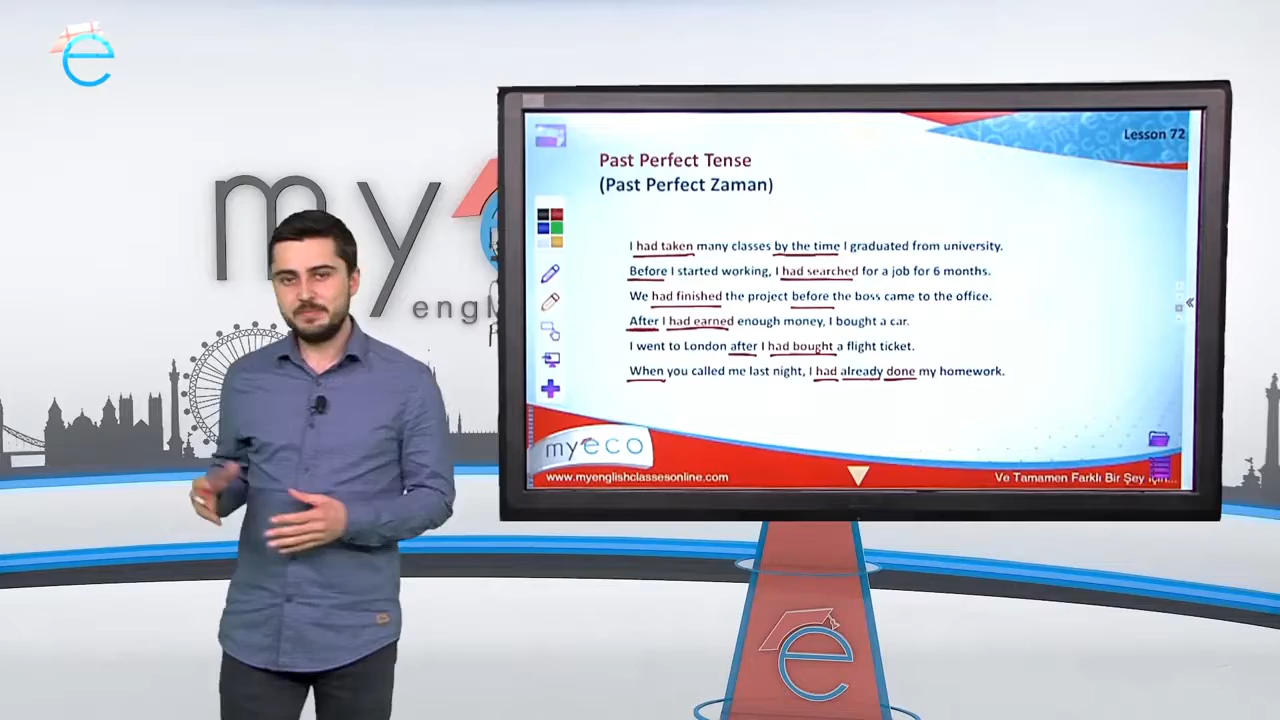 e
my
engl
Lesson 72
Past Perfect Tense
(Past Perfect Zaman)
I had taken many classes by the time I graduated from university.
Before I started working, I had searched for a job for 6 months.
We had finished the project before the boss came to the office.
After I had earned enough money, I bought a car.
I went to London after I had bought a flight ticket.
When you called me last night, I had already done my homework.
myeco
www.myenglishclassesonline.com
Ve Tamamen Farklı Bir Şey için...
e